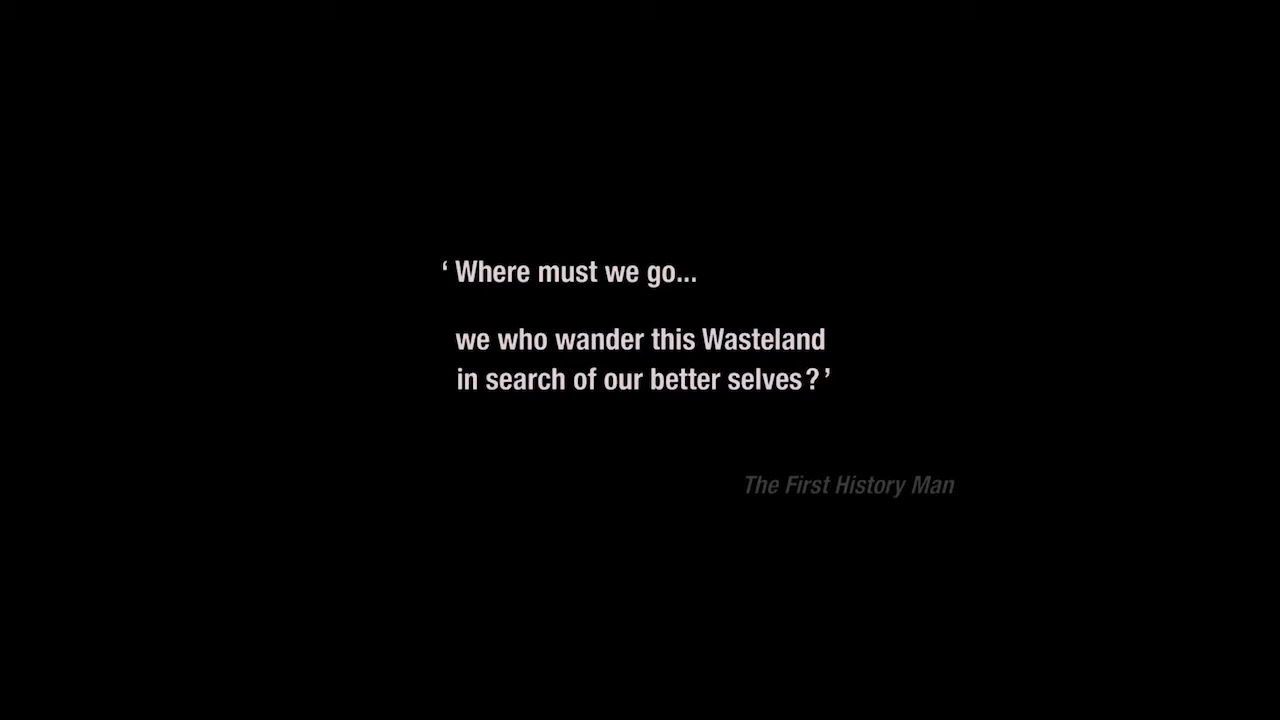 ‘ Where must we go...
we who wander this Wasteland
in search of our better selves ? ’
The First History Man